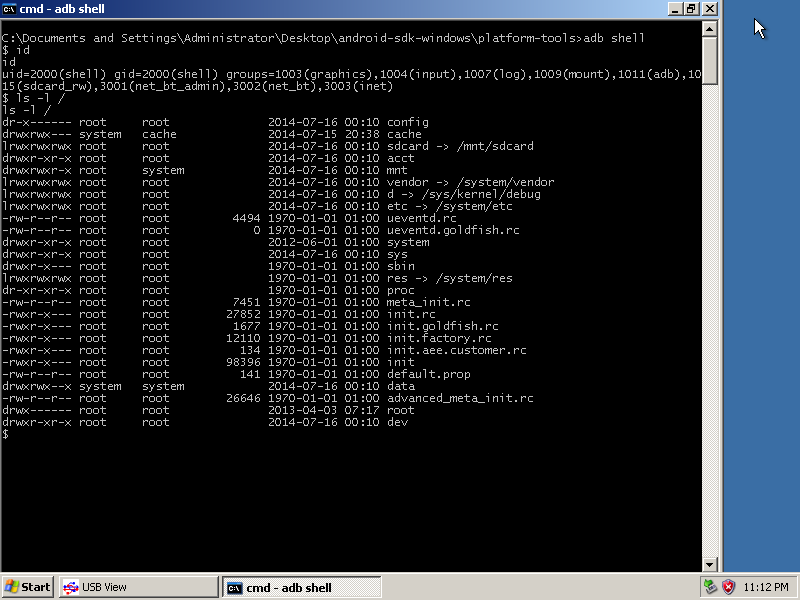 cmd - adb shell
C:\Documents and Settings\Administrator\Desktop\android-sdk-windows\platform-tools>adb shell
$ id
id
uid=2000(shell) gid=2000(shell) groups=1003(graphics),1004(input),1007(log),1009(mount),1011(adb),10
15(sdcard_rw),3001(net_bt_admin),3002(net_bt),3003(inet)
$ ls -l /
ls -l /
dr-x------ root     root              2014-07-16 00:10 config
drwxrwx--- system   cache             2014-07-15 20:38 cache
lrwxrwxrwx root     root              2014-07-16 00:10 sdcard -> /mnt/sdcard
drwxr-xr-x root     root              2014-07-16 00:10 acct
drwxrwxr-x root     system            2014-07-16 00:10 mnt
lrwxrwxrwx root     root              2014-07-16 00:10 vendor -> /system/vendor
lrwxrwxrwx root     root              2014-07-16 00:10 d -> /sys/kernel/debug
lrwxrwxrwx root     root              2014-07-16 00:10 etc -> /system/etc
-rw-r--r-- root     root         4494 1970-01-01 01:00 ueventd.rc
-rw-r--r-- root     root            0 1970-01-01 01:00 ueventd.goldfish.rc
drwxr-xr-x root     root              2012-06-01 01:00 system
drwxr-xr-x root     root              2014-07-16 00:10 sys
drwxr-x--- root     root              1970-01-01 01:00 sbin
lrwxrwxrwx root     root              1970-01-01 01:00 res -> /system/res
dr-xr-xr-x root     root              1970-01-01 01:00 proc
-rw-r--r-- root     root         7451 1970-01-01 01:00 meta_init.rc
-rwxr-x--- root     root        27852 1970-01-01 01:00 init.rc
-rwxr-x--- root     root         1677 1970-01-01 01:00 init.goldfish.rc
-rwxr-x--- root     root        12110 1970-01-01 01:00 init.factory.rc
-rwxr-x--- root     root          134 1970-01-01 01:00 init.aee.customer.rc
-rwxr-x--- root     root        98396 1970-01-01 01:00 init
-rw-r--r-- root     root          141 1970-01-01 01:00 default.prop
drwxrwx--x system   system            2014-07-16 00:10 data
-rw-r--r-- root     root        26646 1970-01-01 01:00 advanced_meta_init.rc
drwx------ root     root              2013-04-03 07:17 root
drwxr-xr-x root     root              2014-07-16 00:10 dev
$
Start
USB View
cmd - adb shell
11:12 PM